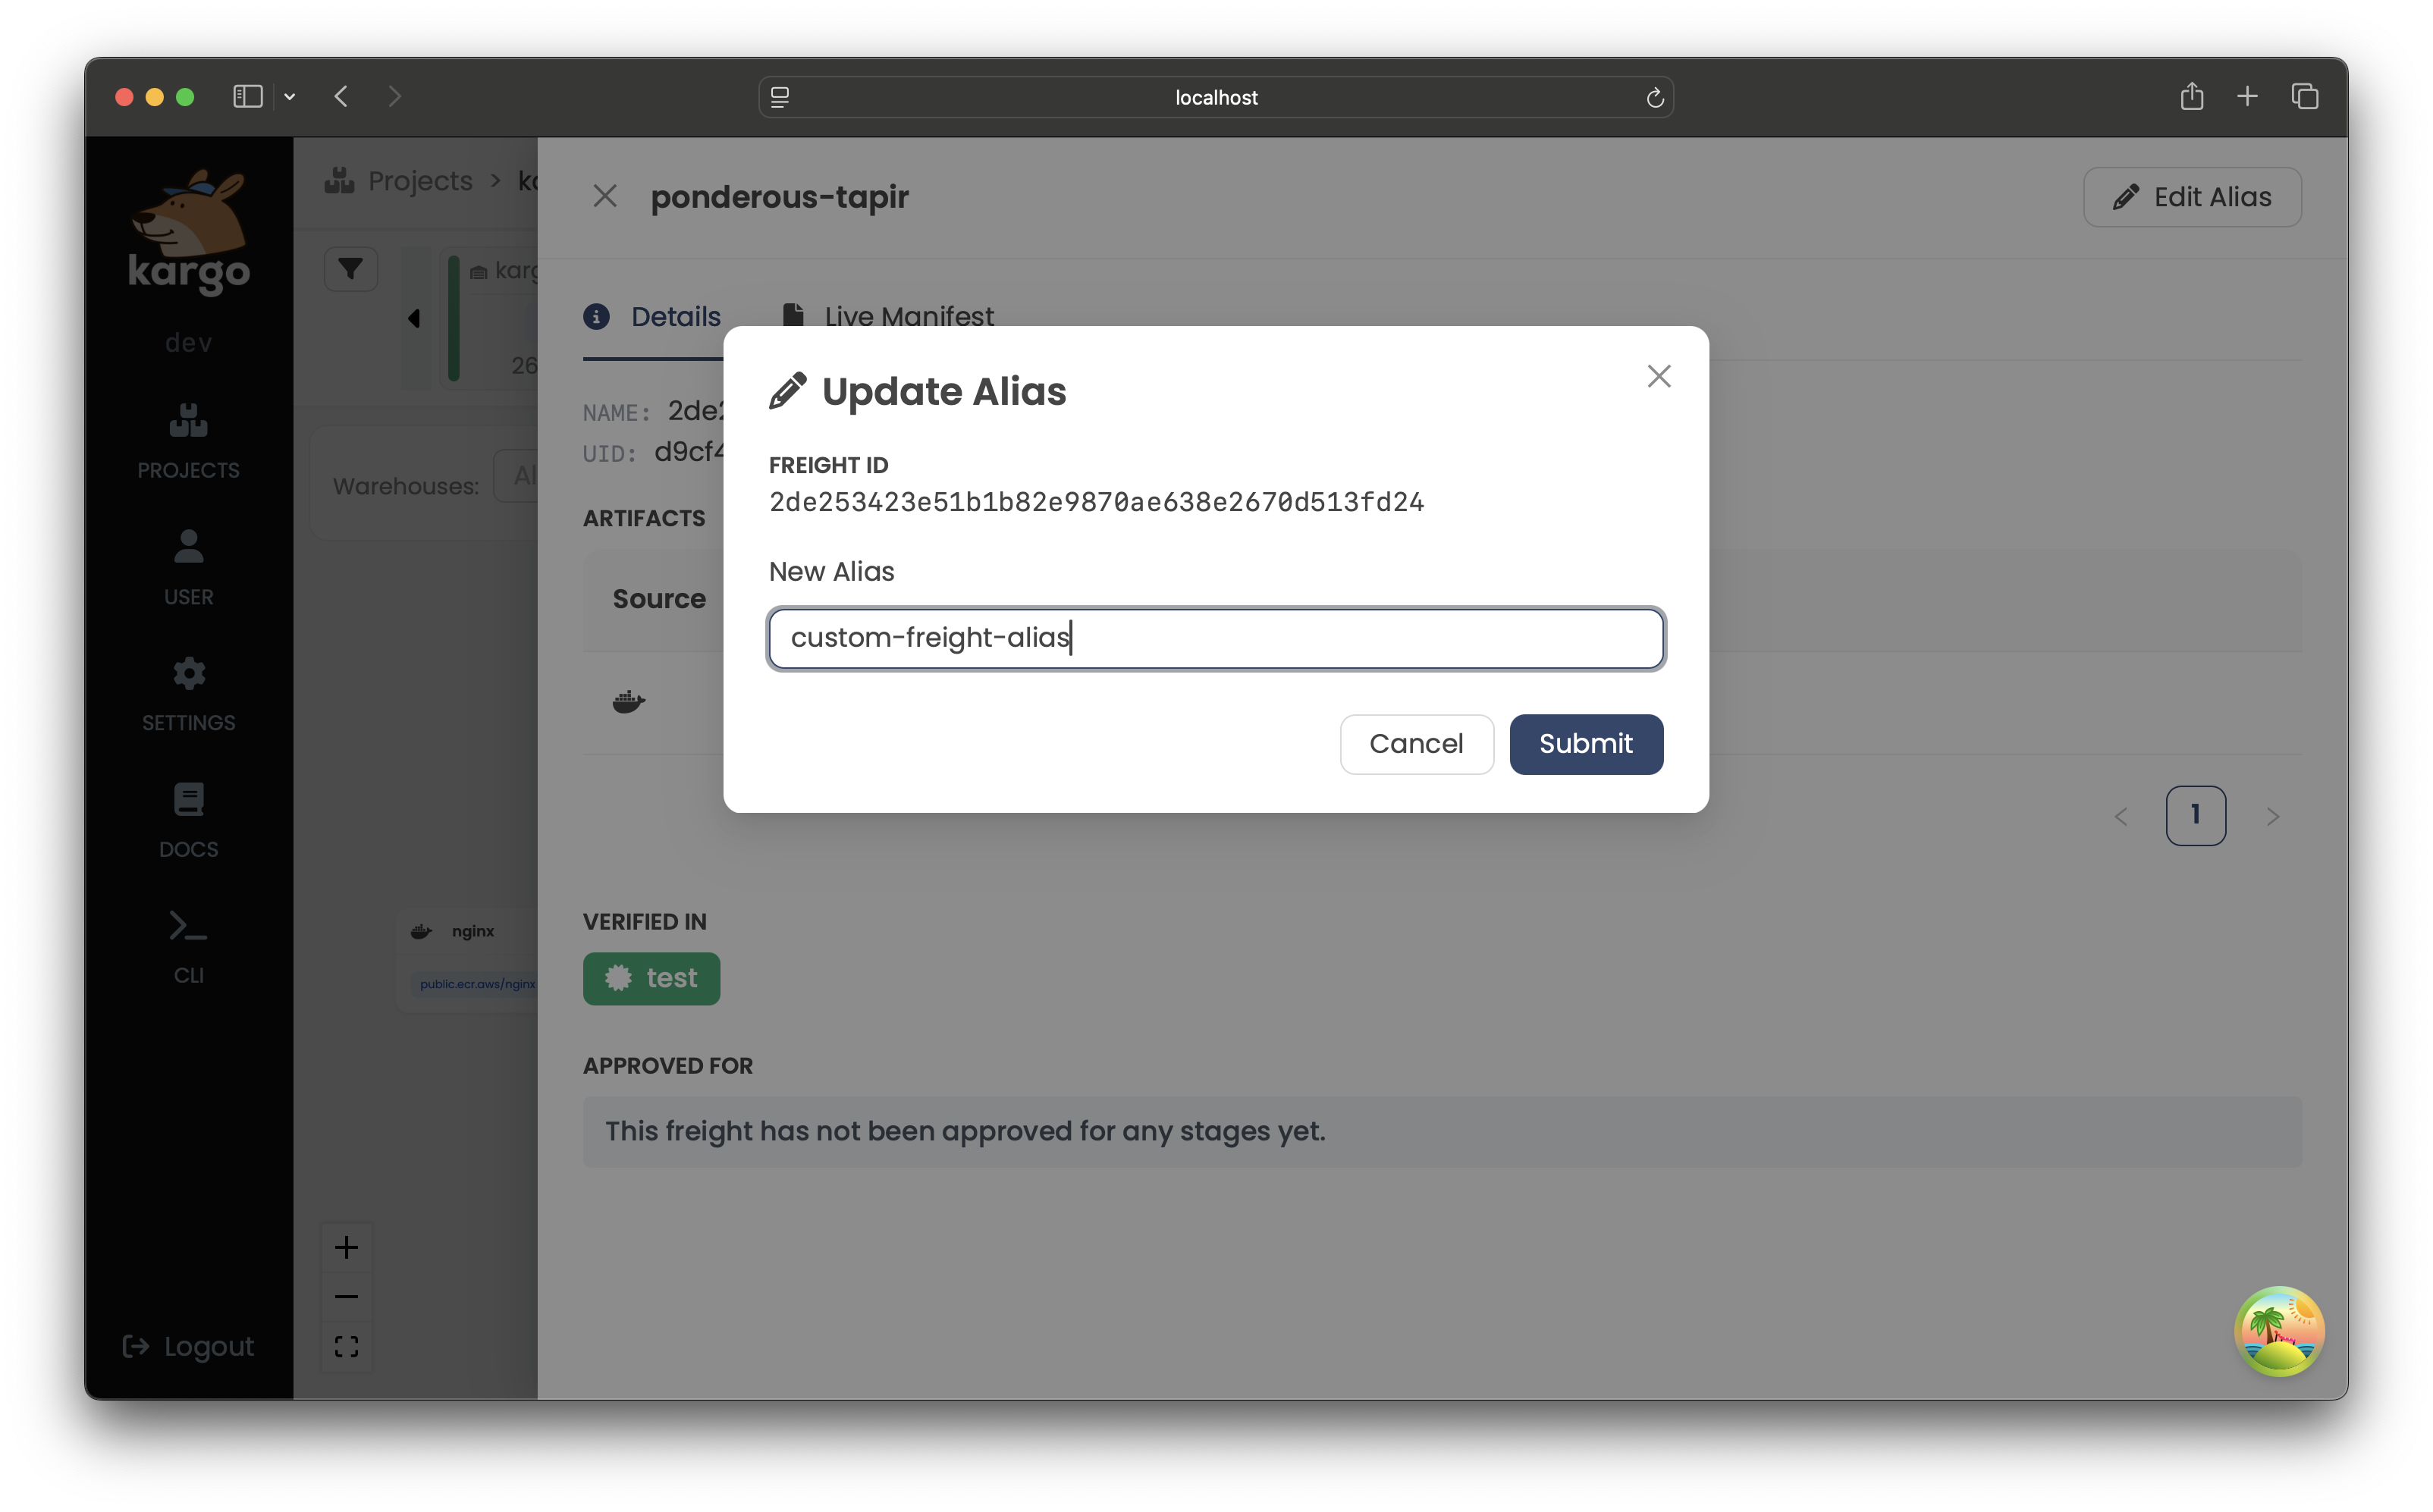 localhost
kargo
dev
PROJECTS
USER
SETTINGS
DOCS
CLI
Logout
Projects >
26
Warehouses:
nginx
public.ecr.aws/nginx
ponderous-tapir
Edit Alias
Details
Live Manifest
NAME: 2de2
UID: d9cf4
ARTIFACTS
Source
Update Alias
FREIGHT ID
2de253423e51b1b82e9870ae638e2670d513fd24
New Alias
custom-freight-alias
Cancel
Submit
1
VERIFIED IN
test
APPROVED FOR
This freight has not been approved for any stages yet.